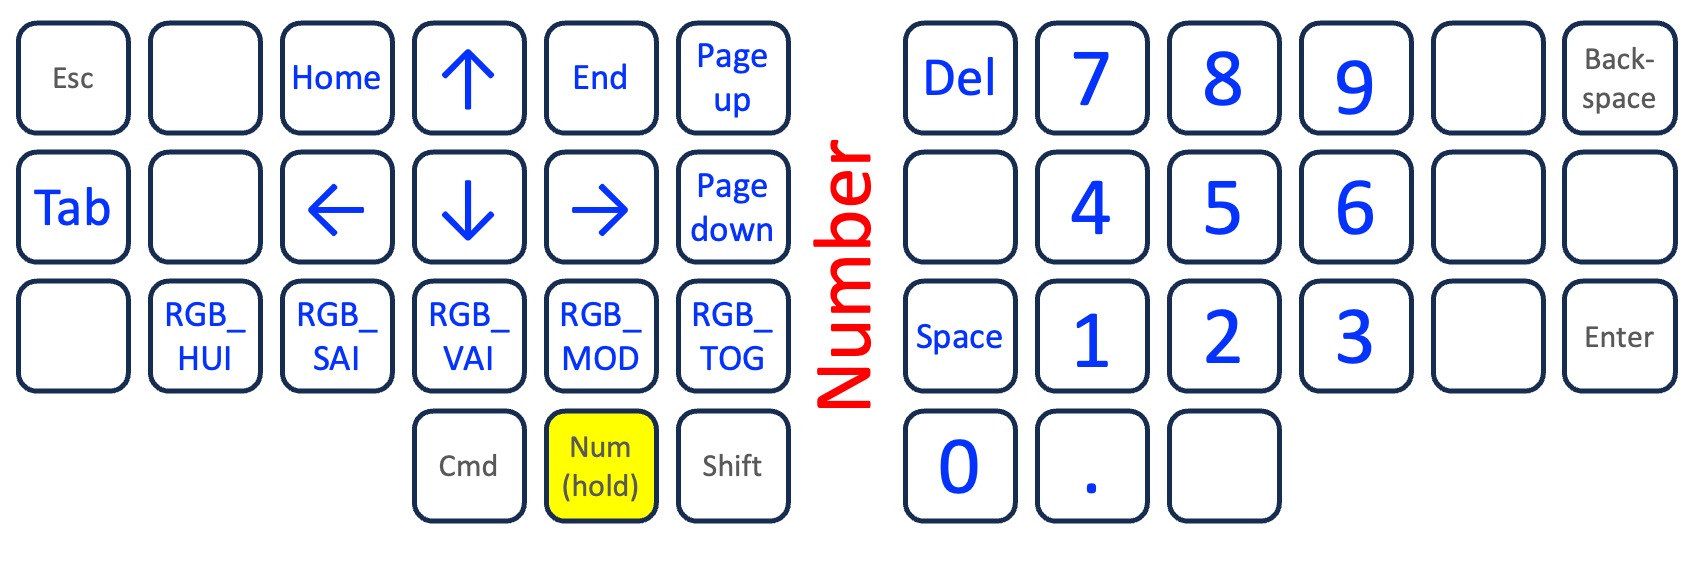 Esc
Home
↑
End
Page
up
Del
7
8
9
Back-
space
Tab
←
↓
→
Page
down
Number
4
5
6
RGB_
HUI
RGB_
SAI
RGB_
VAI
RGB_
MOD
RGB_
TOG
Space
1
2
3
Enter
Cmd
Num
(hold)
Shift
0
.